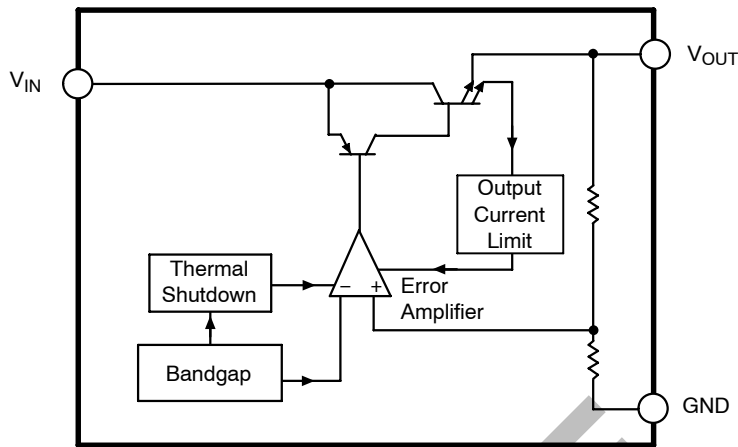 V_IN
V_OUT
Output
Current
Limit
Thermal
Shutdown
− +
Error
Amplifier
Bandgap
GND